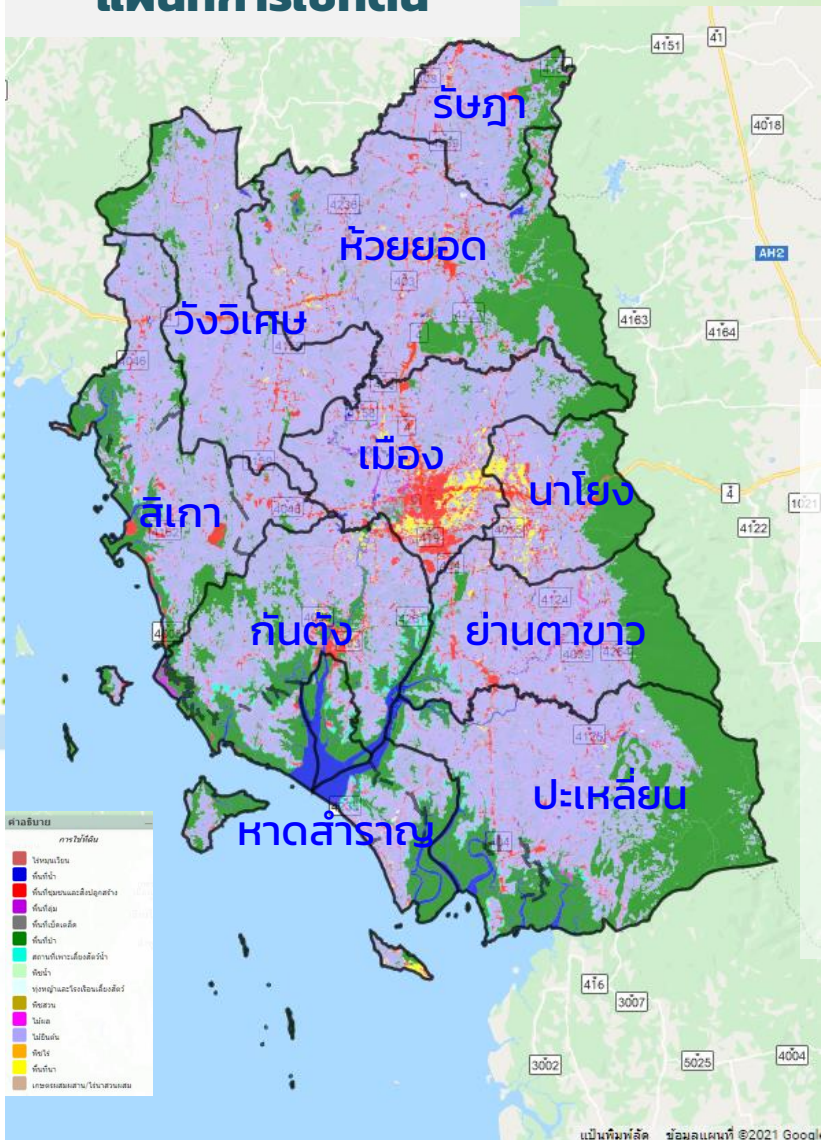 แผนที่การใช้ที่ดิน
4151
41
รัษฎา
4018
4236
ห้วยยอด
AH2
403
วังวิเศษ
4163
4164
4046
4158
4
เมือง
นาโยง
4
1021
สิเกา
4046
4122
4162
419
4124
กันตัง
ย่านตาขาว
4125
ปะเหลียน
หาดสำราญ
404
คำอธิบาย
การใช้ที่ดิน
ไร่หมุนเวียน
พื้นที่น้ำ
พื้นที่ชุมชนและสิ่งปลูกสร้าง
พื้นที่ลุ่ม
พื้นที่เบ็ดเตล็ด
พื้นที่ป่า
สถานที่เพาะเลี้ยงสัตว์น้ำ
พืชน้ำ
ทุ่งหญ้าและโรงเรือนเลี้ยงสัตว์
พืชสวน
ไม้ผล
ไม้ยืนต้น
พืชไร่
พื้นที่นา
เกษตรผสมผสาน/ไร่นาสวนผสม
416
3007
3002
5025
4004
แป้นพิมพ์ลัด ข้อมูลแผนที่ ©2021 Google